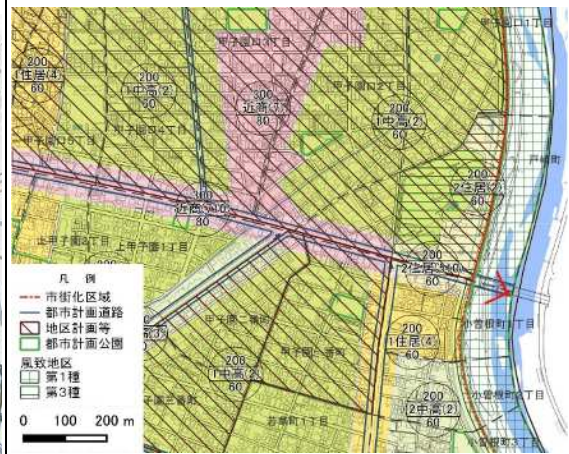 甲子園口1丁目
甲子園口3丁目
200
1住居(4)
60
200
1中高(2)
60
300
近商(7)
80
甲子園口2丁目
200
1中高(2)
60
甲子園口4丁目
甲子園口5丁目
戸崎町
200
2住居(2)
60
300
80
上甲子園2丁目
上甲子園1丁目
200
60
凡 例
市街化区域
都市計画道路
地区計画等
都市計画公園
風致地区
第1種
第3種
0 100 200 m
甲子園二番町
甲子園一番町
200
1中高(2)
60
200
1住居(4)
60
小曽根町1丁目
200
2中高(2)
60
小曽根町2丁目
甲子園三番町
若草町1丁目
小曽根町3丁目